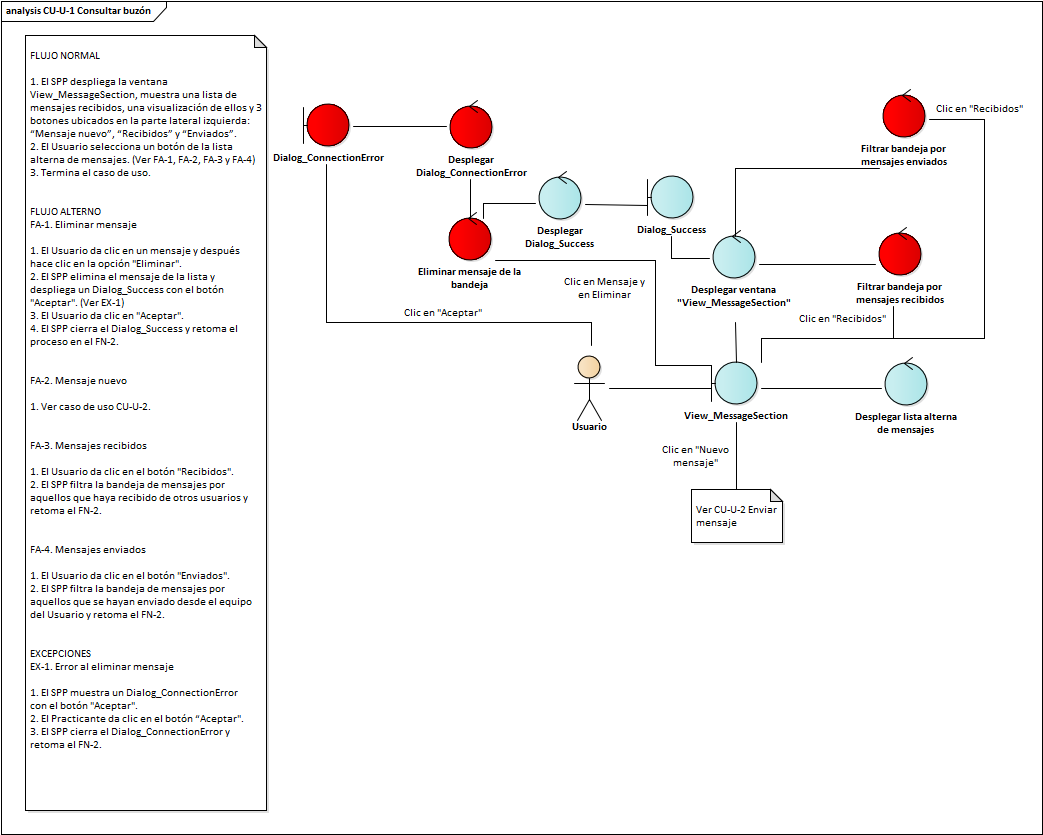 analysis CU-U-1 Consultar buzón
FLUJO NORMAL
1. El SPP despliega la ventana
View_MessageSection, muestra una lista de
mensajes recibidos, una visualización de ellos y 3
botones ubicados en la parte lateral izquierda:
“Mensaje nuevo”, “Recibidos” y “Enviados”.
2. El Usuario selecciona un botón de la lista
alterna de mensajes. (Ver FA-1, FA-2, FA-3 y FA-4)
3. Termina el caso de uso.
FLUJO ALTERNO
FA-1. Eliminar mensaje
1. El Usuario da clic en un mensaje y después
hace clic en la opción "Eliminar".
2. El SPP elimina el mensaje de la lista y
despliega un Dialog_Success con el botón
"Aceptar". (Ver EX-1)
3. El Usuario da clic en "Aceptar".
4. El SPP cierra el Dialog_Success y retoma el
proceso en el FN-2.
FA-2. Mensaje nuevo
1. Ver caso de uso CU-U-2.
FA-3. Mensajes recibidos
1. El Usuario da clic en el botón "Recibidos".
2. El SPP filtra la bandeja de mensajes por
aquellos que haya recibido de otros usuarios y
retoma el FN-2.
FA-4. Mensajes enviados
1. El Usuario da clic en el botón "Enviados".
2. El SPP filtra la bandeja de mensajes por
aquellos que se hayan enviado desde el equipo
del Usuario y retoma el FN-2.
EXCEPCIONES
EX-1. Error al eliminar mensaje
1. El SPP muestra un Dialog_ConnectionError
con el botón "Aceptar".
2. El Practicante da clic en el botón “Aceptar".
3. El SPP cierra el Dialog_ConnectionError y
retoma el FN-2.
Dialog_ConnectionError
Desplegar
Dialog_ConnectionError
Clic en "Recibidos"
Filtrar bandeja por
mensajes enviados
Desplegar
Dialog_Success
Dialog_Success
Eliminar mensaje de la
bandeja
Clic en Mensaje y
en Eliminar
Desplegar ventana
"View_MessageSection"
Filtrar bandeja por
mensajes recibidos
Clic en "Aceptar"
Clic en "Recibidos"
Usuario
View_MessageSection
Desplegar lista alterna
de mensajes
Clic en "Nuevo
mensaje"
Ver CU-U-2 Enviar
mensaje